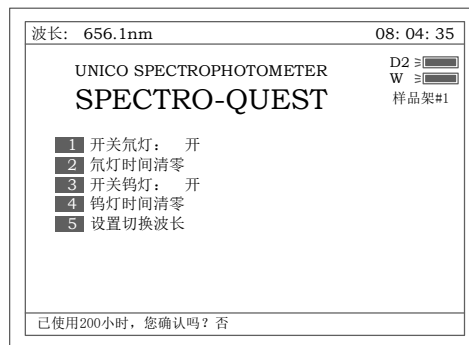 波长: 656.1nm 08: 04: 35
UNICO SPECTROPHOTOMETER
SPECTRO-QUEST
D2
W
样品架#1
1 开关氘灯： 开
2 氘灯时间清零
3 开关钨灯： 开
4 钨灯时间清零
5 设置切换波长
已使用200小时，您确认吗？否